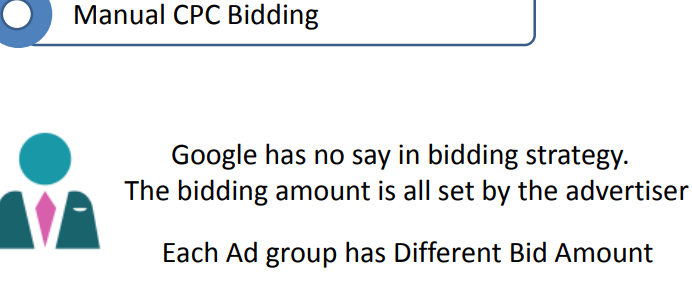 Manual CPC Bidding
Google has no say in bidding strategy.
The bidding amount is all set by the advertiser
Each Ad group has Different Bid Amount